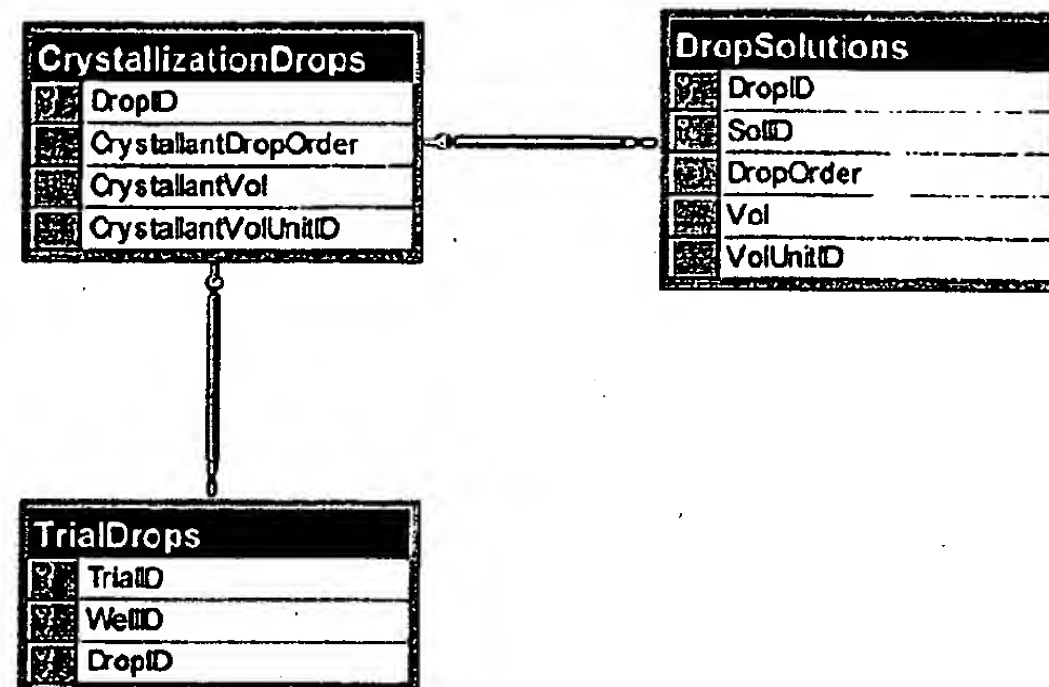 CrystallizationDrops
DropID
CrystallantDropOrder
CrystallantVol
CrystallantVolUnitID
DropSolutions
DropID
SolID
DropOrder
Vol
VolUnitID
TrialDrops
TrialID
WellID
DropID